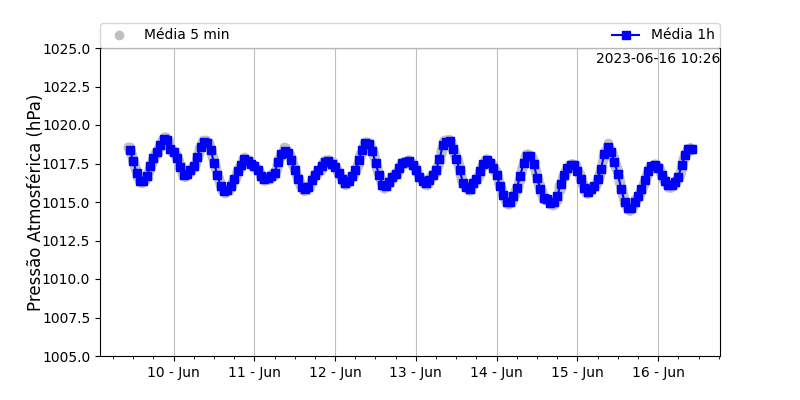 Média 5 min
Média 1h
2023-06-16 10:26
Pressão Atmosférica (hPa)
1025.0
1022.5
1020.0
1017.5
1015.0
1012.5
1010.0
1007.5
1005.0
10 - Jun
11 - Jun
12 - Jun
13 - Jun
14 - Jun
15 - Jun
16 - Jun